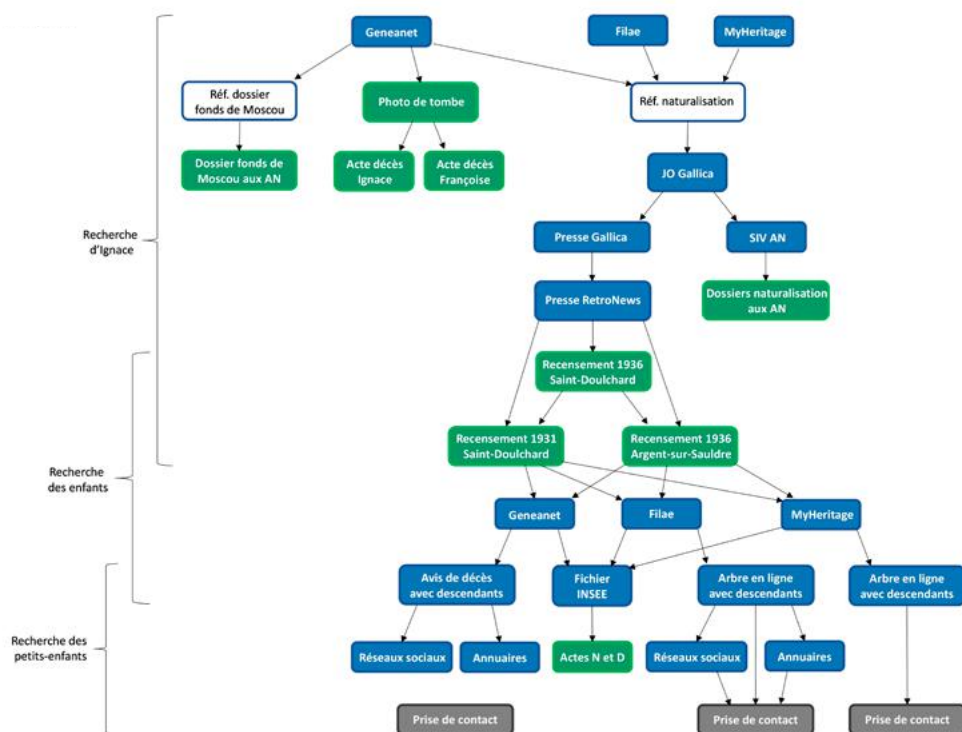 Geneanet
Filae
MyHeritage
Réf. dossier
fonds de Moscou
Photo de tombe
Réf. naturalisation
Dossier fonds de
Moscou aux AN
Acte décès
Ignace
Acte décès
Françoise
JO Gallica
Recherche
d'Ignace
Presse Gallica
SIV AN
Presse RetroNews
Dossiers naturalisation
aux AN
Recensement 1936
Saint-Doulchard
Recensement 1931
Saint-Doulchard
Recensement 1936
Argent-sur-Sauldre
Recherche
des enfants
Geneanet
Filae
MyHeritage
Avis de décès
avec descendants
Fichier
INSEE
Arbre en ligne
avec descendants
Arbre en ligne
avec descendants
Recherche des
petits-enfants
Réseaux sociaux
Annuaires
Actes N et D
Réseaux sociaux
Annuaires
Prise de contact
Prise de contact
Prise de contact